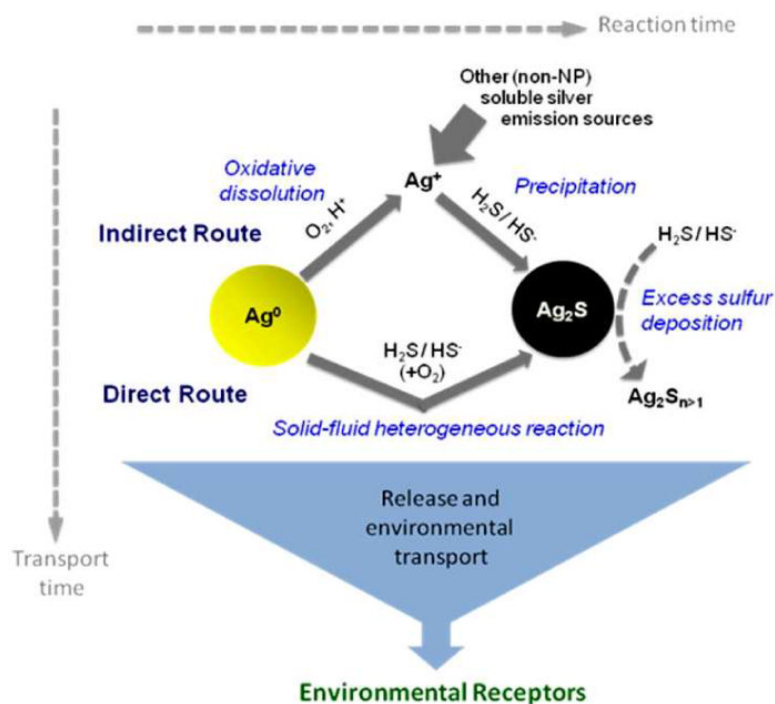 Reaction time
Other (non-NP)
soluble silver
emission sources
Oxidative
dissolution
Ag⁺
Precipitation
O₂, H⁺
H₂S/HS⁻
Indirect Route
H₂S/HS⁻
Ag⁰
Ag₂S
Excess sulfur
deposition
H₂S/HS⁻
(+O₂)
Direct Route
Ag₂Sₙ>₁
Solid-fluid heterogeneous reaction
Release and
environmental
transport
Transport
time
Environmental Receptors